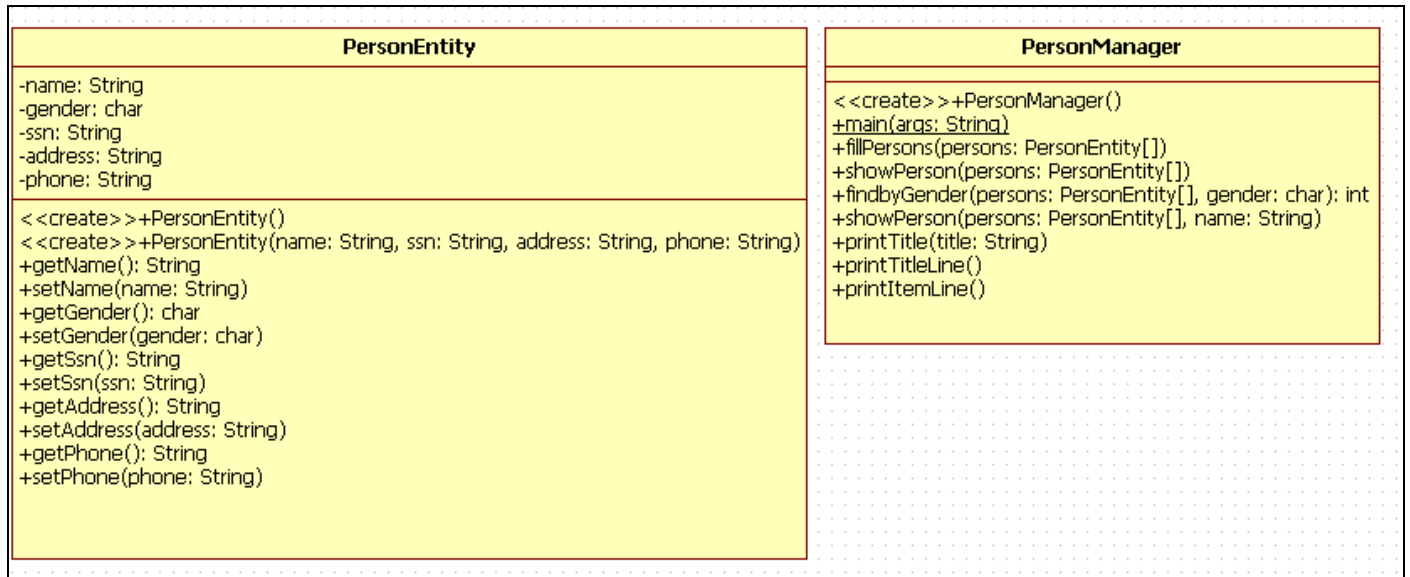 PersonEntity
-name: String
-gender: char
-ssn: String
-address: String
-phone: String
<<create>>+PersonEntity()
<<create>>+PersonEntity(name: String, ssn: String, address: String, phone: String)
+getName(): String
+setName(name: String)
+getGender(): char
+setGender(gender: char)
+getSsn(): String
+setSsn(ssn: String)
+getAddress(): String
+setAddress(address: String)
+getPhone(): String
+setPhone(phone: String)
PersonManager
<<create>>+PersonManager()
+main(args: String)
+fillPersons(persons: PersonEntity[])
+showPerson(persons: PersonEntity[])
+findbyGender(persons: PersonEntity[], gender: char): int
+showPerson(persons: PersonEntity[], name: String)
+printTitle(title: String)
+printTitleLine()
+printItemLine()